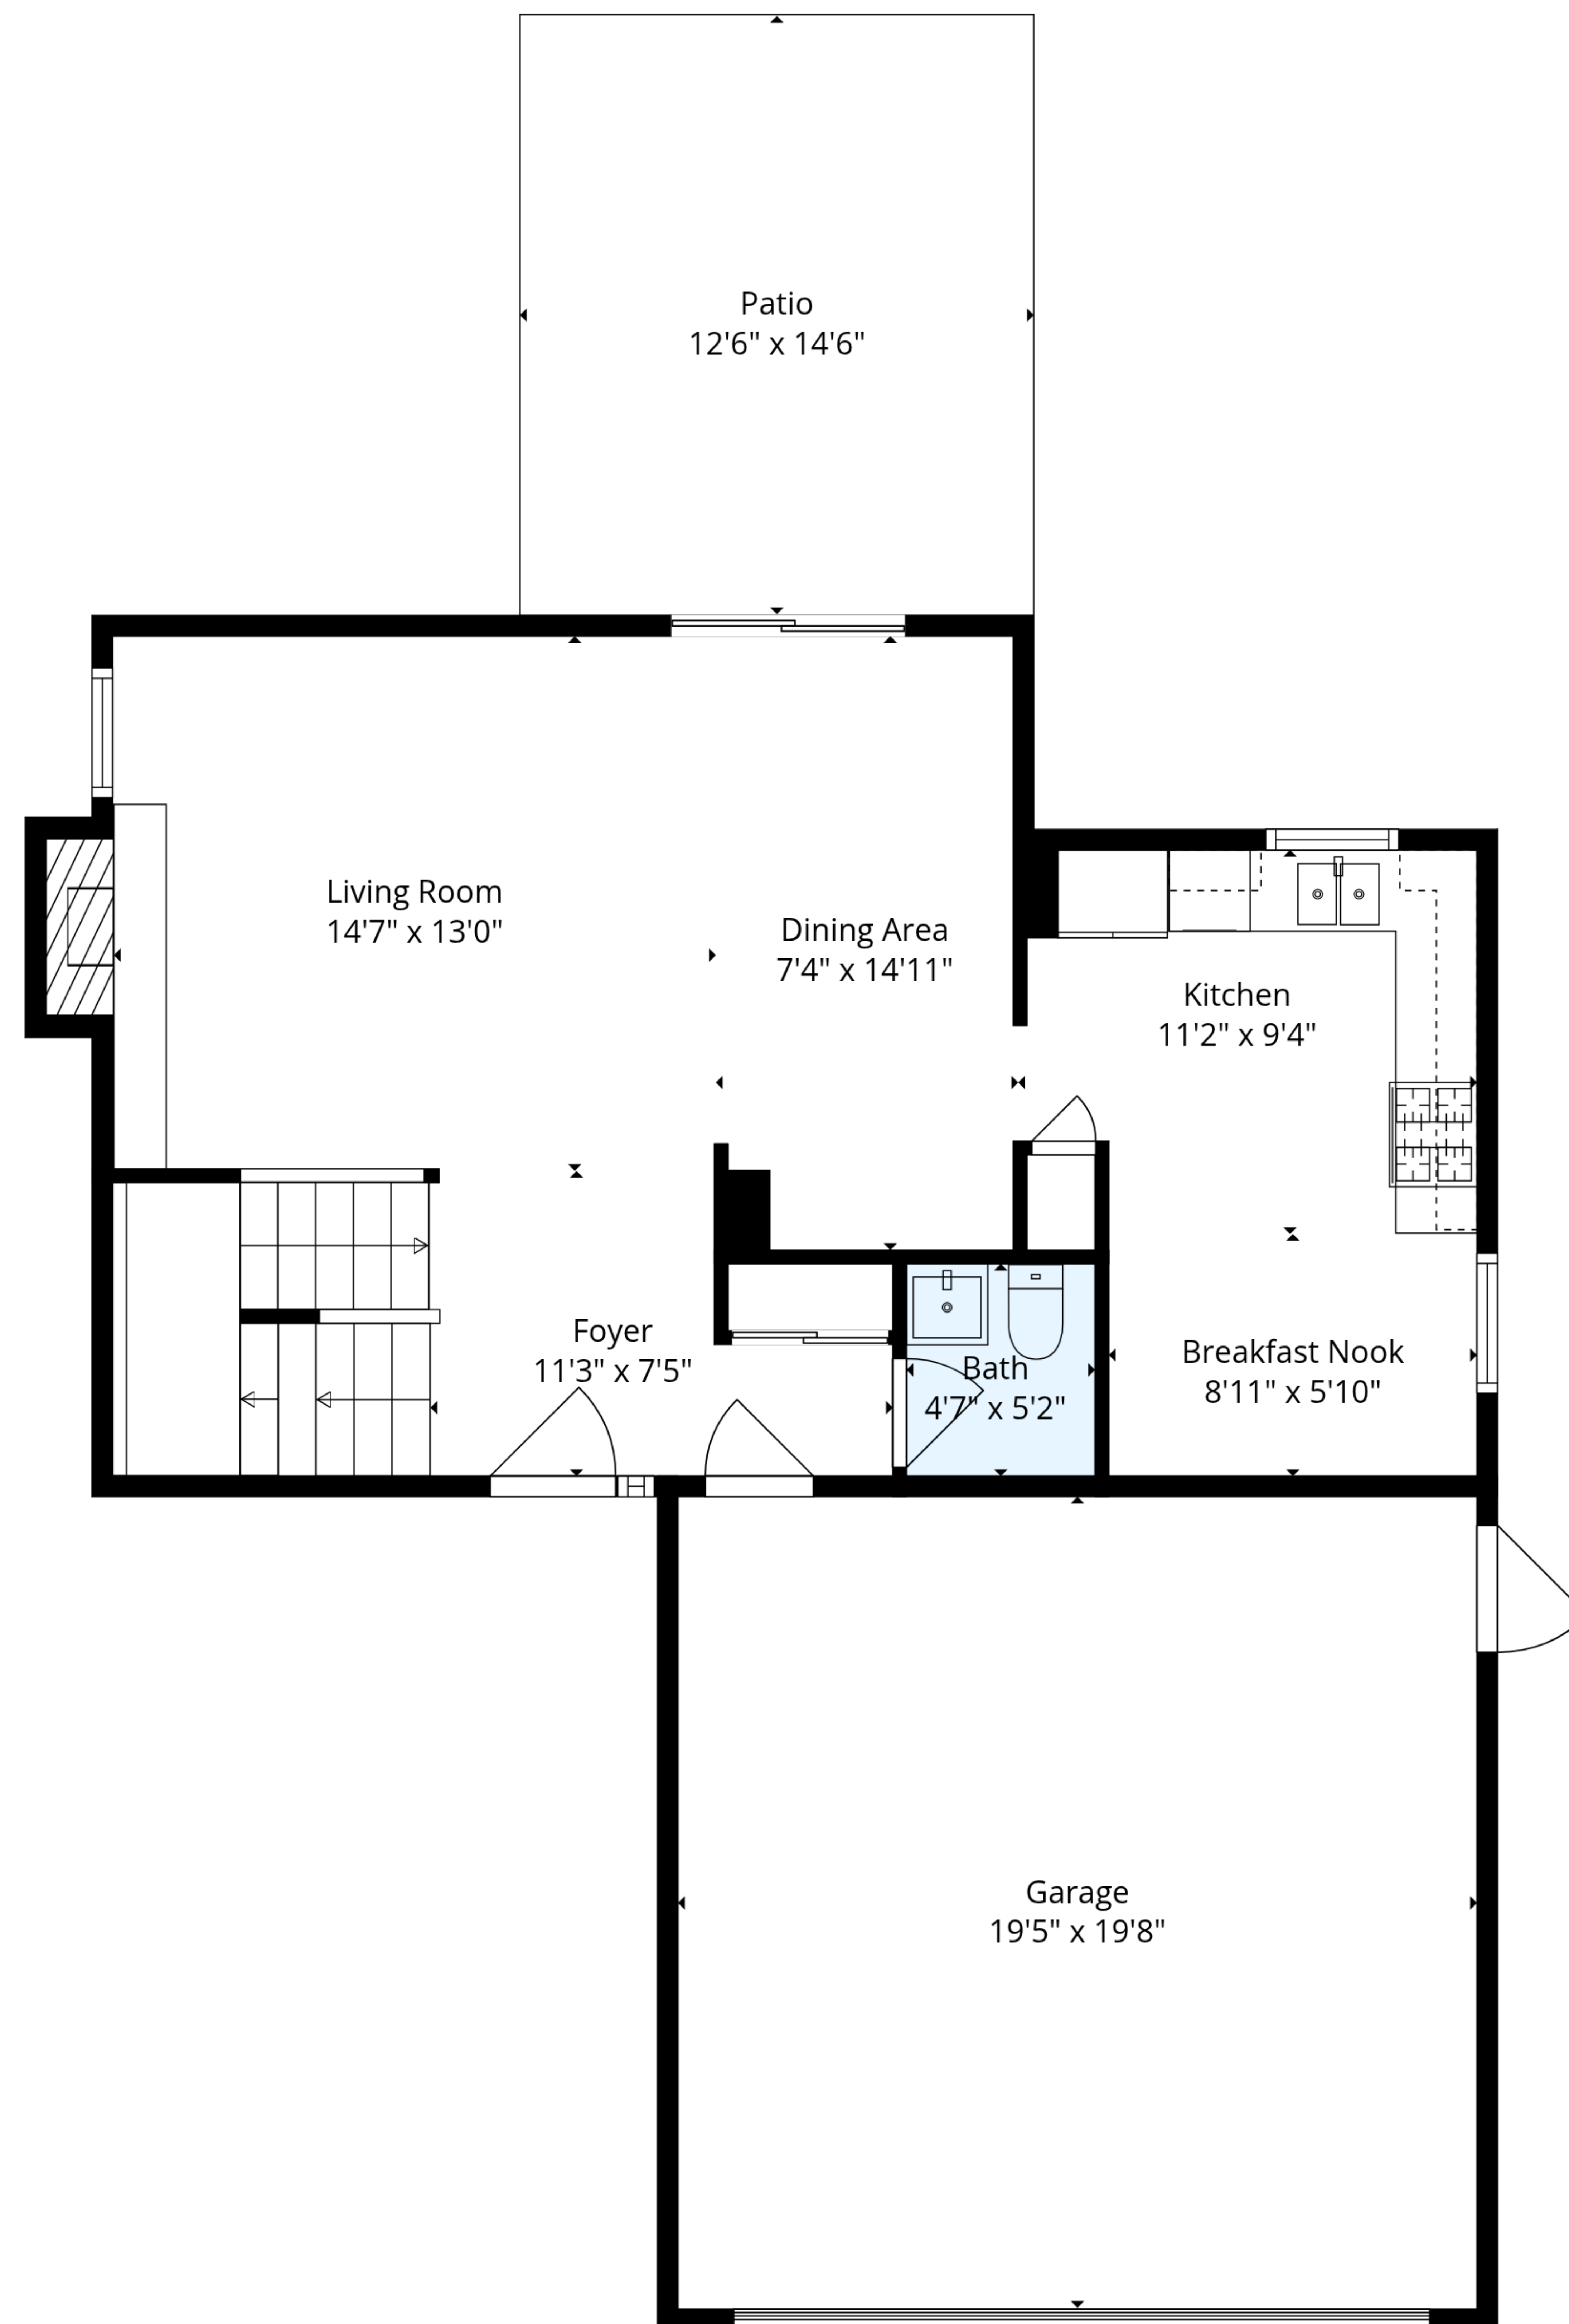 Patio
12'6" x 14'6"
Living Room
14'7" x 13'0"
Dining Area
7'4" x 14'11"
Kitchen
11'2" x 9'4"
Foyer
11'3" x 7'5"
Bath
4'7" x 5'2"
Breakfast Nook
8'11" x 5'10"
Garage
19'5" x 19'8"